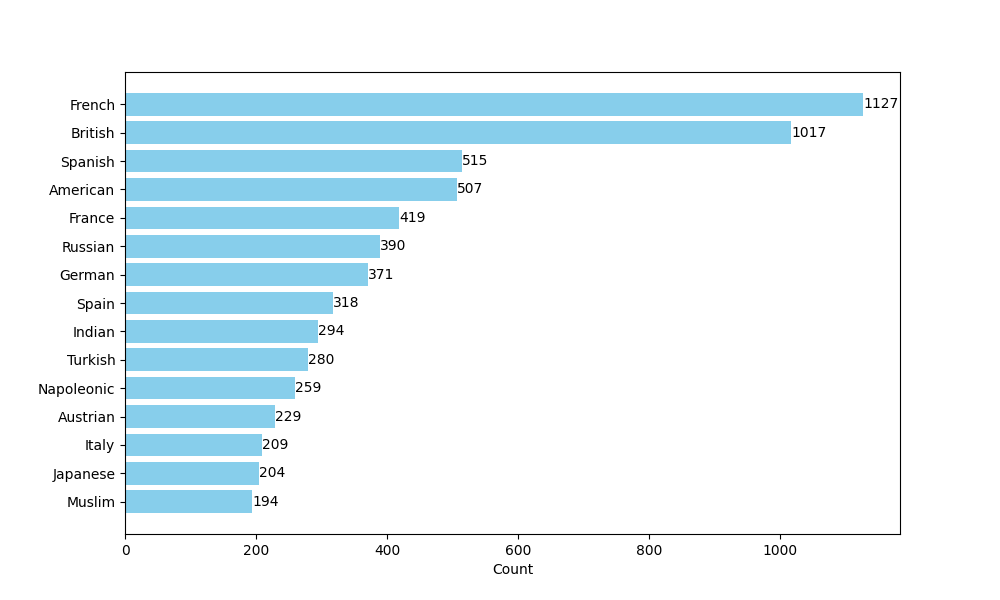 French 1127
British 1017
Spanish 515
American 507
France 419
Russian 390
German 371
Spain 318
Indian 294
Turkish 280
Napoleonic 259
Austrian 229
Italy 209
Japanese 204
Muslim 194
0 200 400 600 800 1000
Count